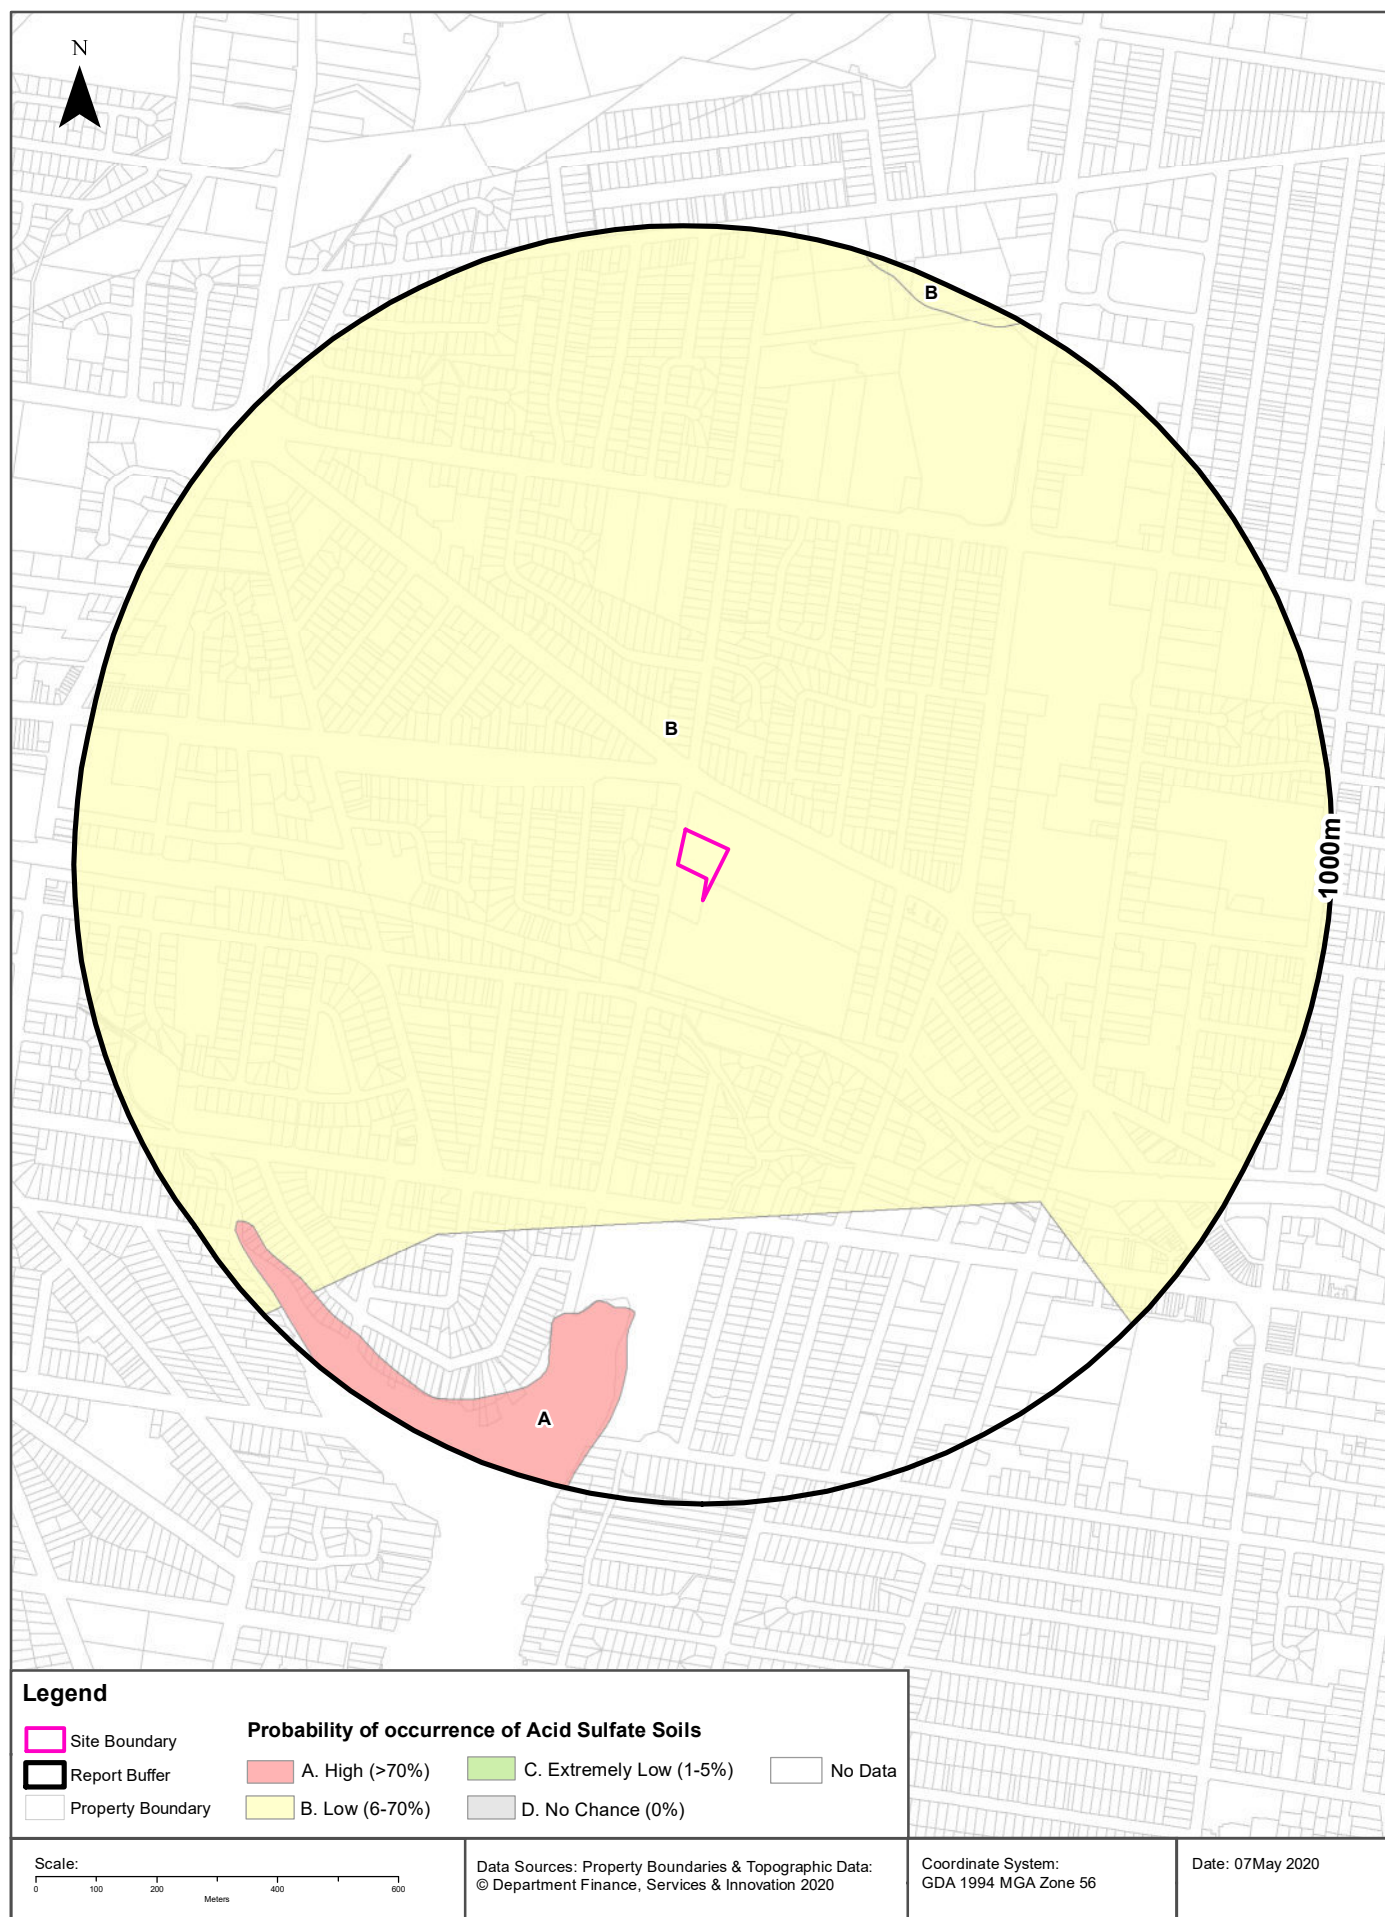 N
B
B
1000m
A
Legend
Site Boundary
Report Buffer
Property Boundary
Probability of occurrence of Acid Sulfate Soils
A. High (>70%)
C. Extremely Low (1-5%)
No Data
B. Low (6-70%)
D. No Chance (0%)
Scale:
0 100 200 400 600
Meters
Data Sources: Property Boundaries & Topographic Data:
© Department Finance, Services & Innovation 2020
Coordinate System:
GDA 1994 MGA Zone 56
Date: 07May 2020